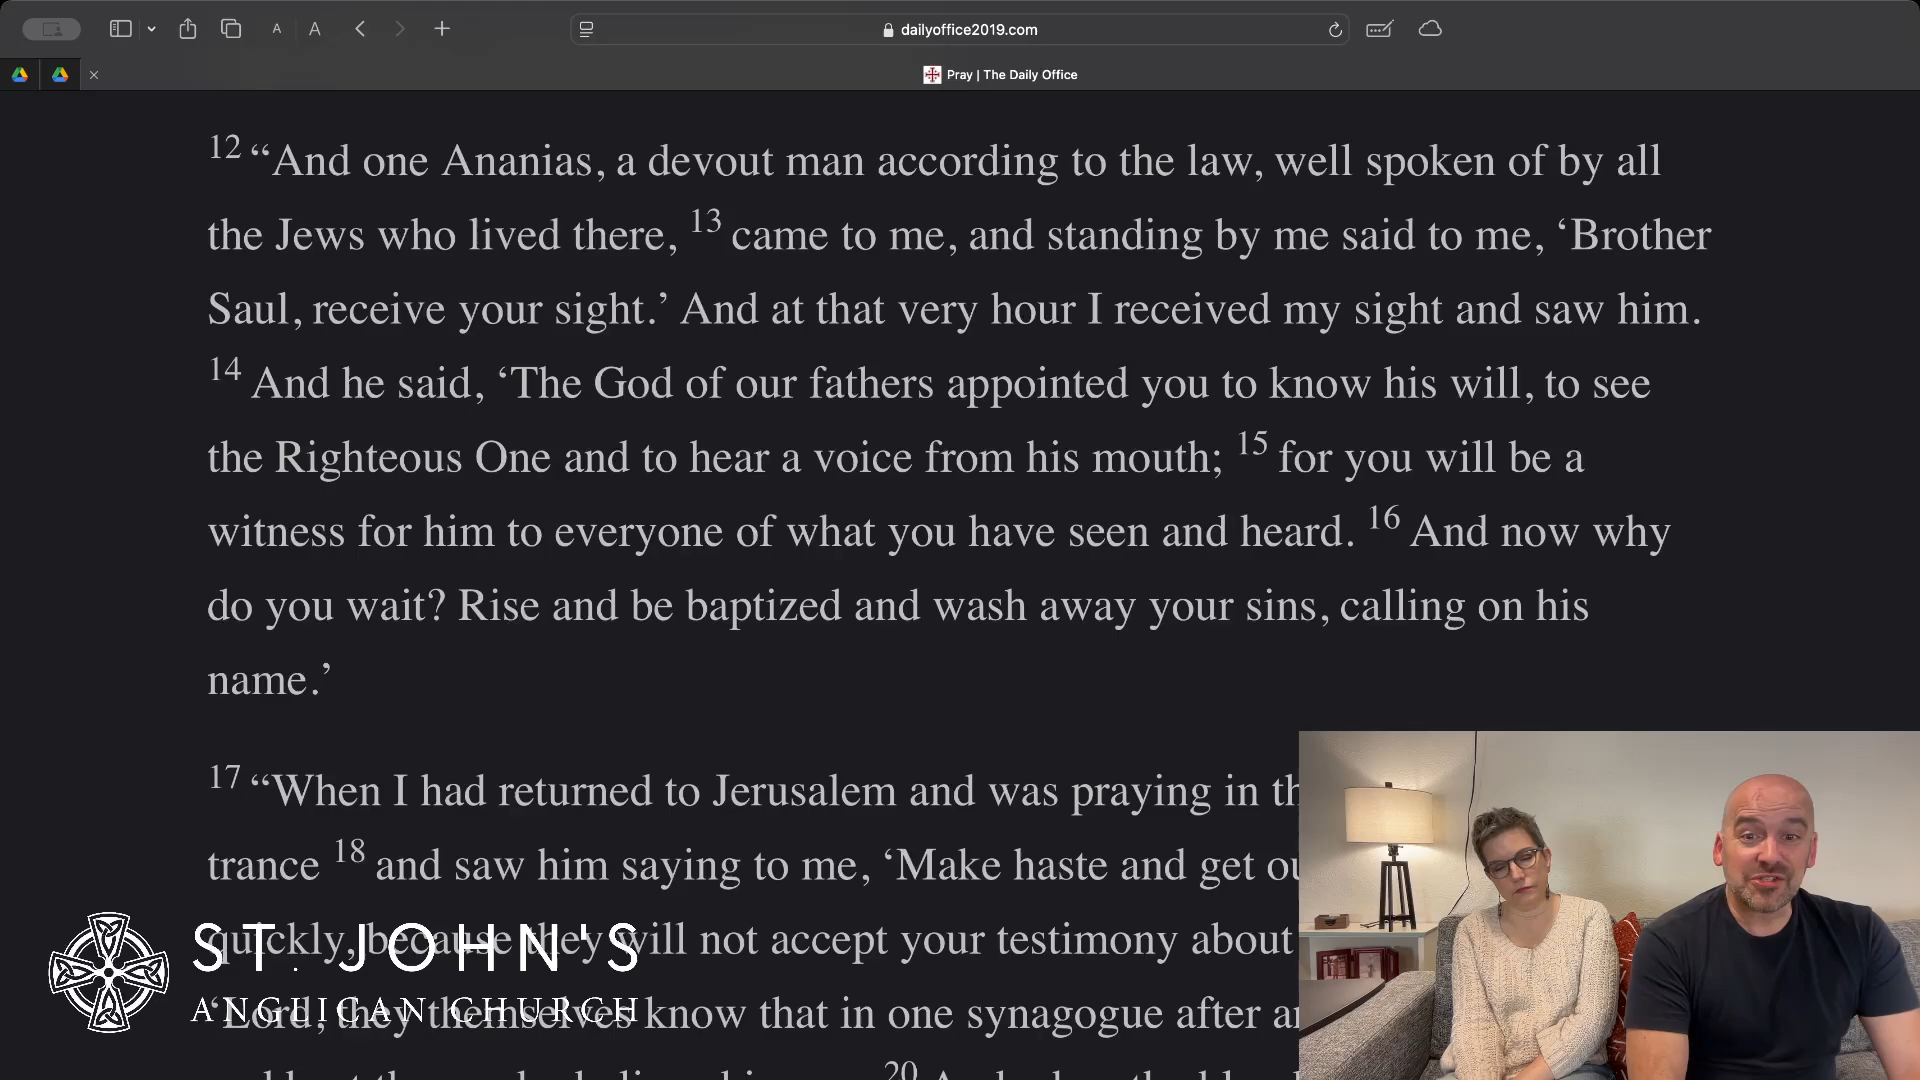 A A
dailyoffice2019.com
Pray | The Daily Office
12 “And one Ananias, a devout man according to the law, well spoken of by all
the Jews who lived there, 13 came to me, and standing by me said to me, ‘Brother
Saul, receive your sight.’ And at that very hour I received my sight and saw him.
14 And he said, ‘The God of our fathers appointed you to know his will, to see
the Righteous One and to hear a voice from his mouth; 15 for you will be a
witness for him to everyone of what you have seen and heard. 16 And now why
do you wait? Rise and be baptized and wash away your sins, calling on his
name.’
17 “When I had returned to Jerusalem and was praying in th
trance 18 and saw him saying to me, ‘Make haste and get ou
quickly, because they will not accept your testimony about
‘Lord, they themselves know that in one synagogue after a
20
ST. JOHN'S
ANGLICAN CHURCH